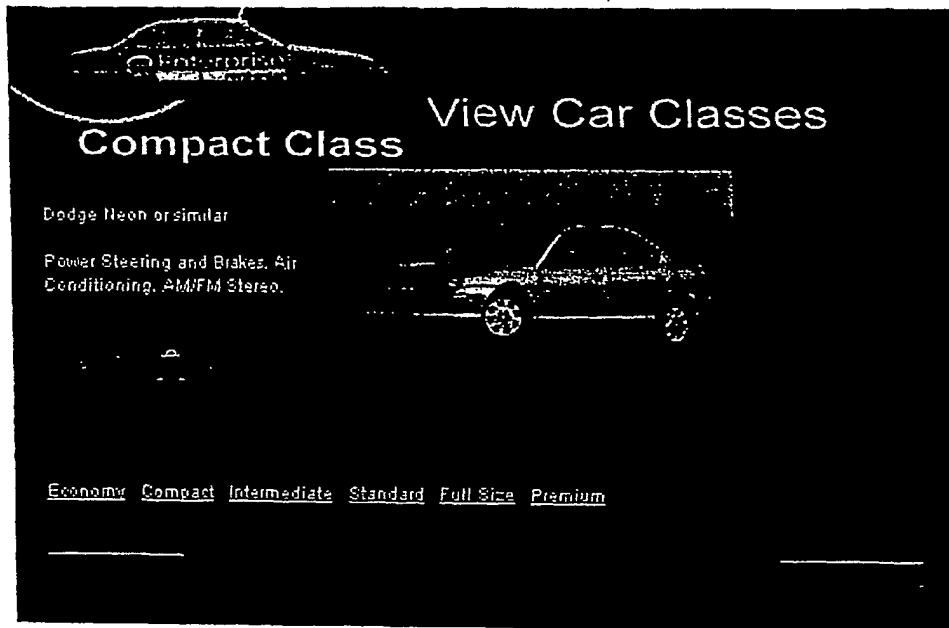 Enterprise
View Car Classes
Compact Class
Dodge Neon or similar
Power Steering and Brakes, Air
Conditioning, AM/FM Stereo.
Economy Compact Intermediate Standard Full Size Premium